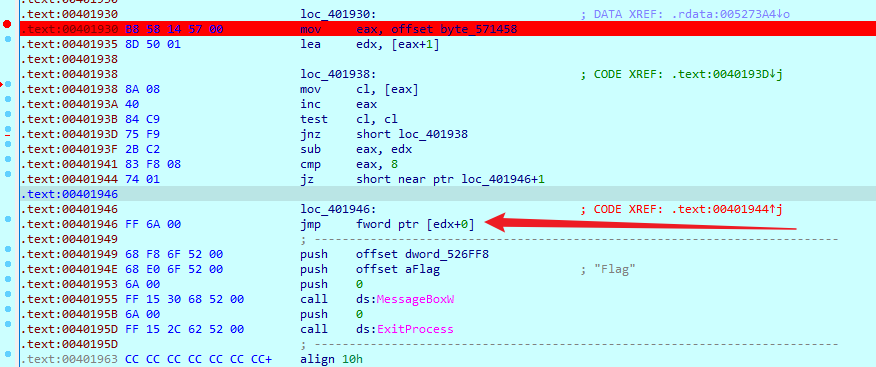 .text:00401930
.text:00401930 loc_401930: ; DATA XREF: .rdata:005273A4↓o
.text:00401930 B8 58 14 57 00 mov eax, offset byte_571458
.text:00401935 8D 50 01 lea edx, [eax+1]
.text:00401938
.text:00401938 loc_401938: ; CODE XREF: .text:0040193D↓j
.text:00401938 8A 08 mov cl, [eax]
.text:0040193A 40 inc eax
.text:0040193B 84 C9 test cl, cl
.text:0040193D 75 F9 jnz short loc_401938
.text:0040193F 2B C2 sub eax, edx
.text:00401941 83 F8 08 cmp eax, 8
.text:00401944 74 01 jz short near ptr loc_401946+1
.text:00401946
.text:00401946 loc_401946: ; CODE XREF: .text:00401944↑j
.text:00401946 FF 6A 00 jmp fword ptr [edx+0]
.text:00401949 ; ---------------------------------------------------------------------------
.text:00401949 68 F8 6F 52 00 push offset dword_526FF8
.text:0040194E 68 E0 6F 52 00 push offset aFlag ; "Flag"
.text:00401953 6A 00 push 0
.text:00401955 FF 15 30 68 52 00 call ds:MessageBoxW
.text:0040195B 6A 00 push 0
.text:0040195D FF 15 2C 62 52 00 call ds:ExitProcess
.text:0040195D ; ---------------------------------------------------------------------------
.text:00401963 CC CC CC CC CC CC CC+ align 10h